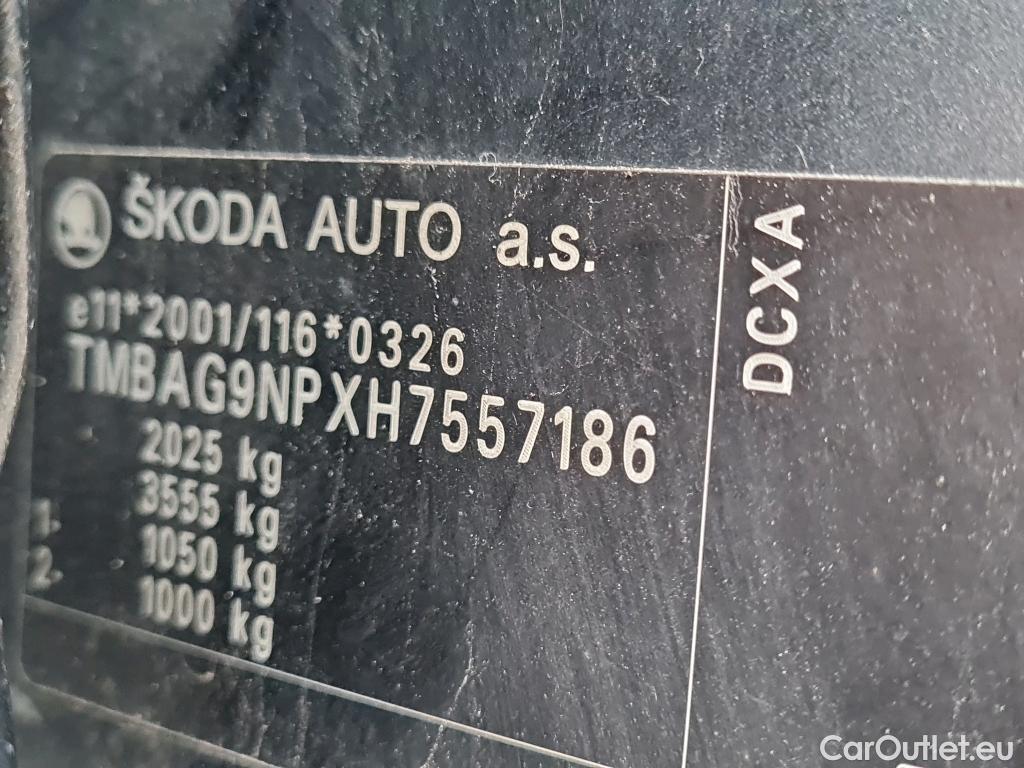 ŠKODA AUTO a.s.
e11*2001/116*0326
TMBAG9NPXH7557186
2025 kg
3555 kg
1- 1050 kg
2- 1000 kg
DCXA
CarOutlet.eu